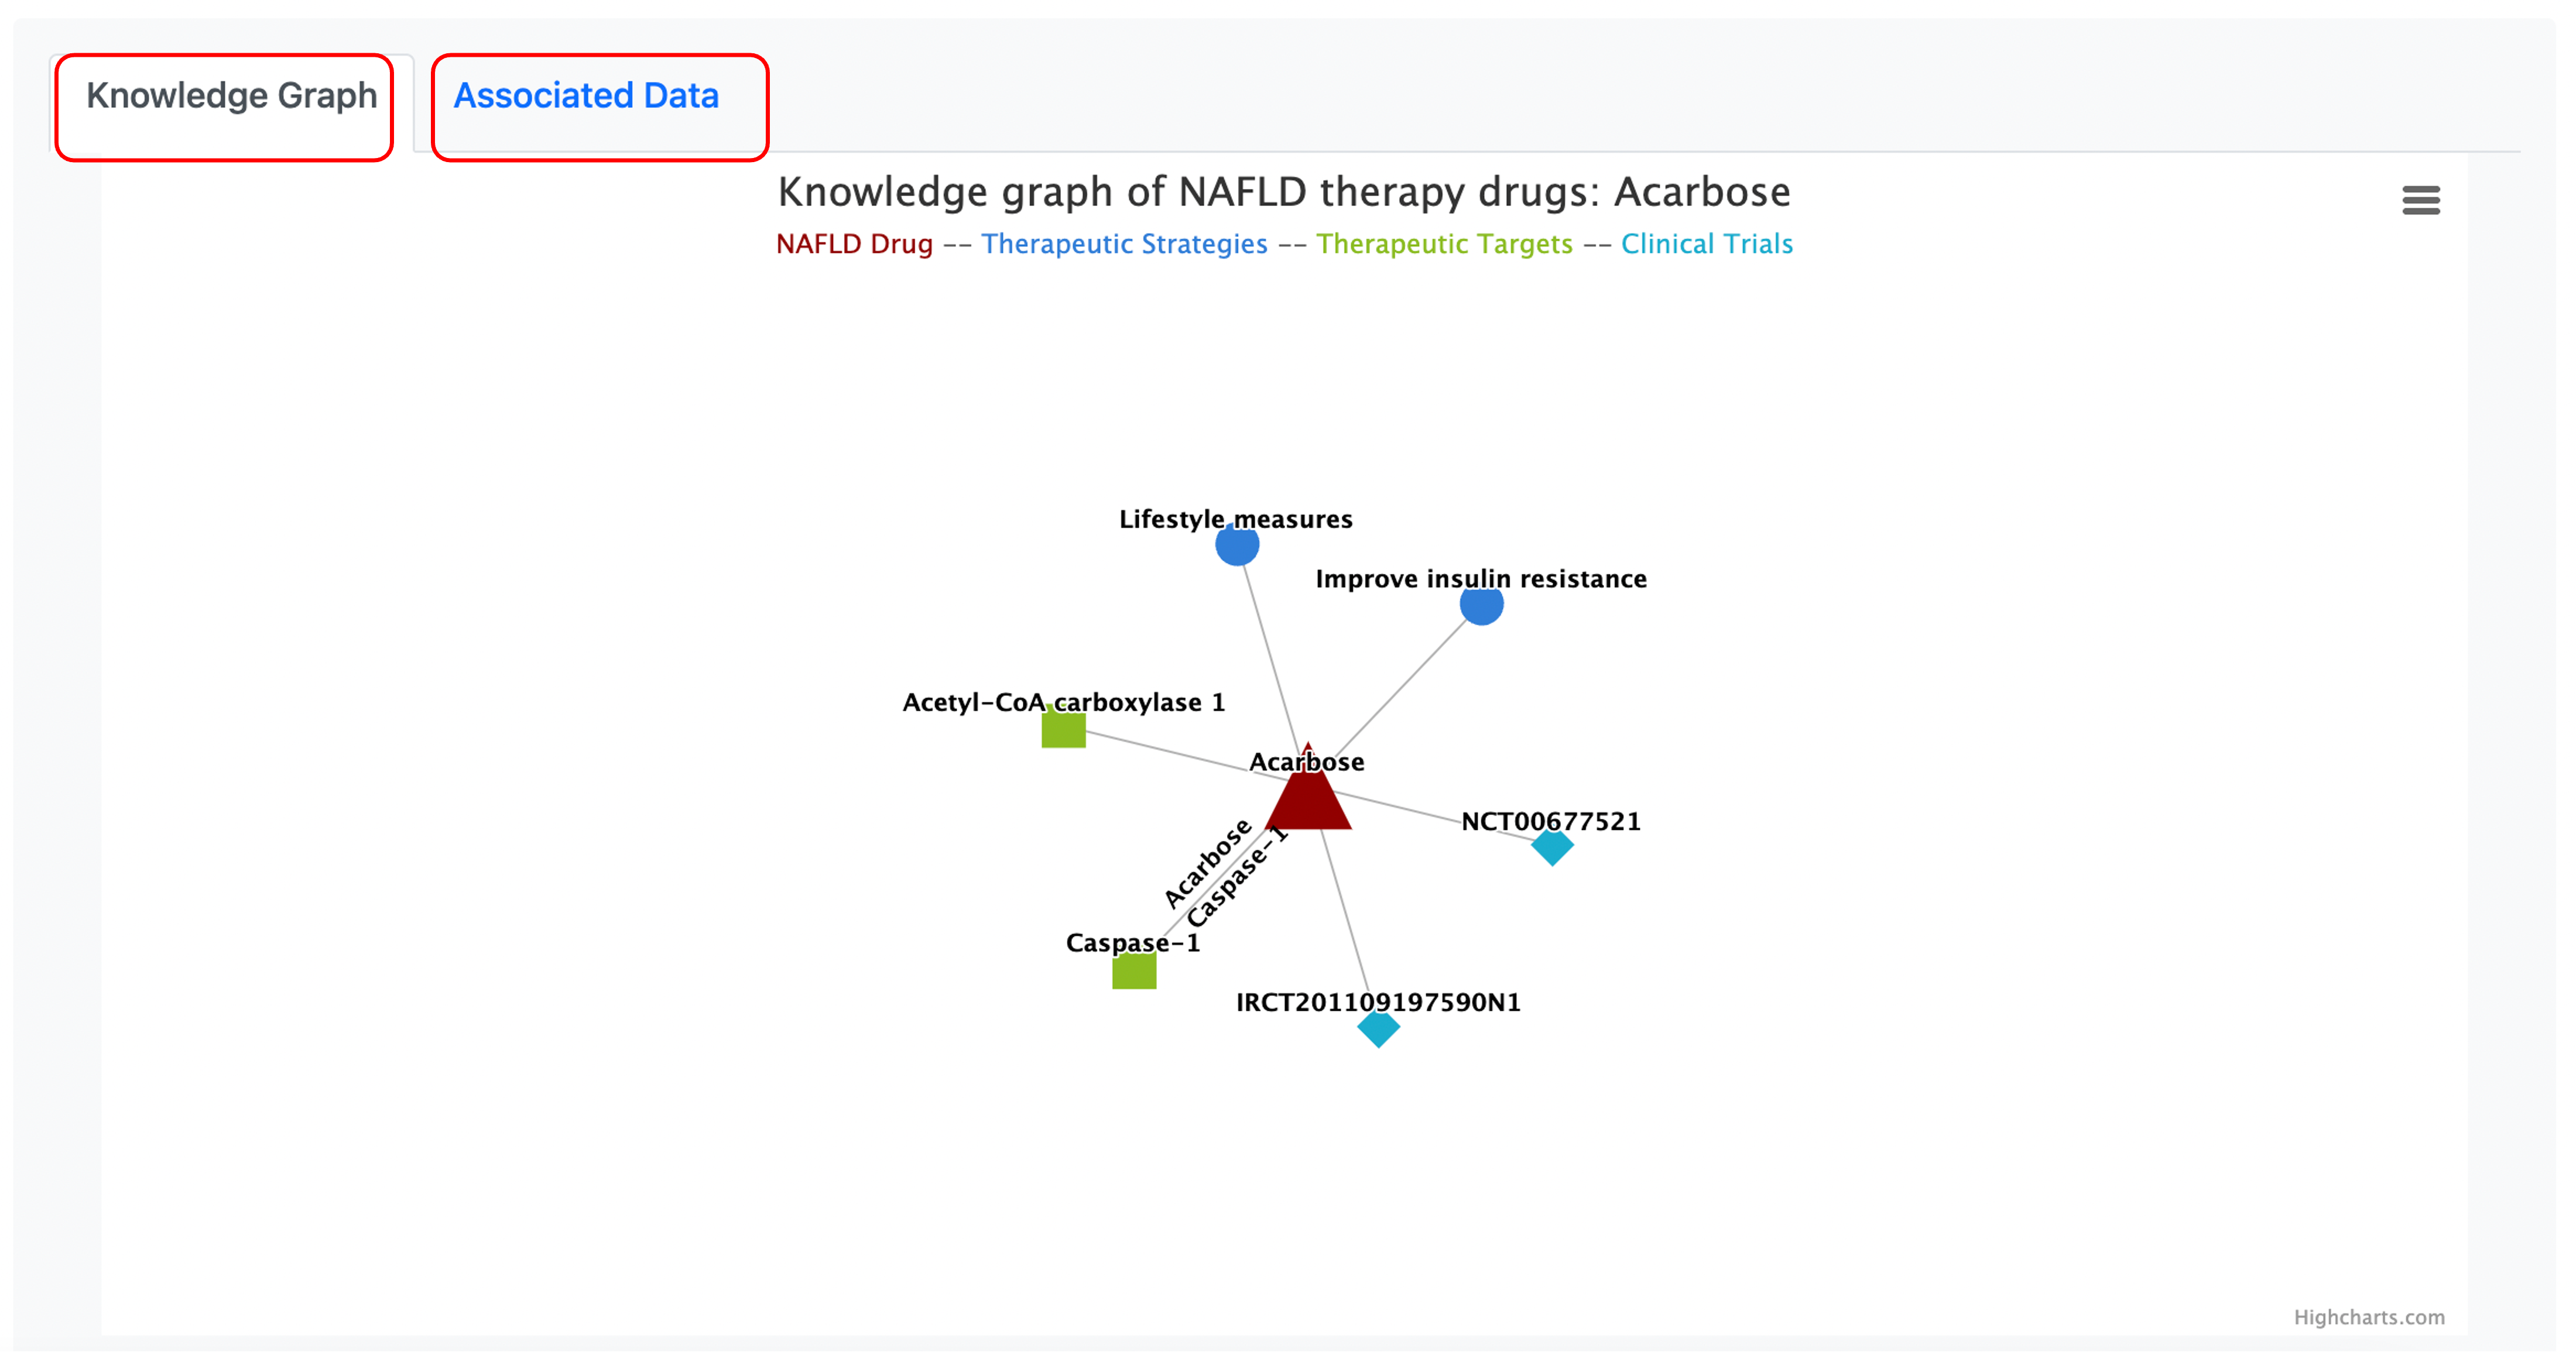 Knowledge Graph
Associated Data
Knowledge graph of NAFLD therapy drugs: Acarbose
NAFLD Drug -- Therapeutic Strategies -- Therapeutic Targets -- Clinical Trials
Lifestyle measures
Improve insulin resistance
Acetyl-CoA carboxylase 1
Acarbose
NCT00677521
Acarbose
Caspase-1
Caspase-1
IRCT201109197590N1
Highcharts.com